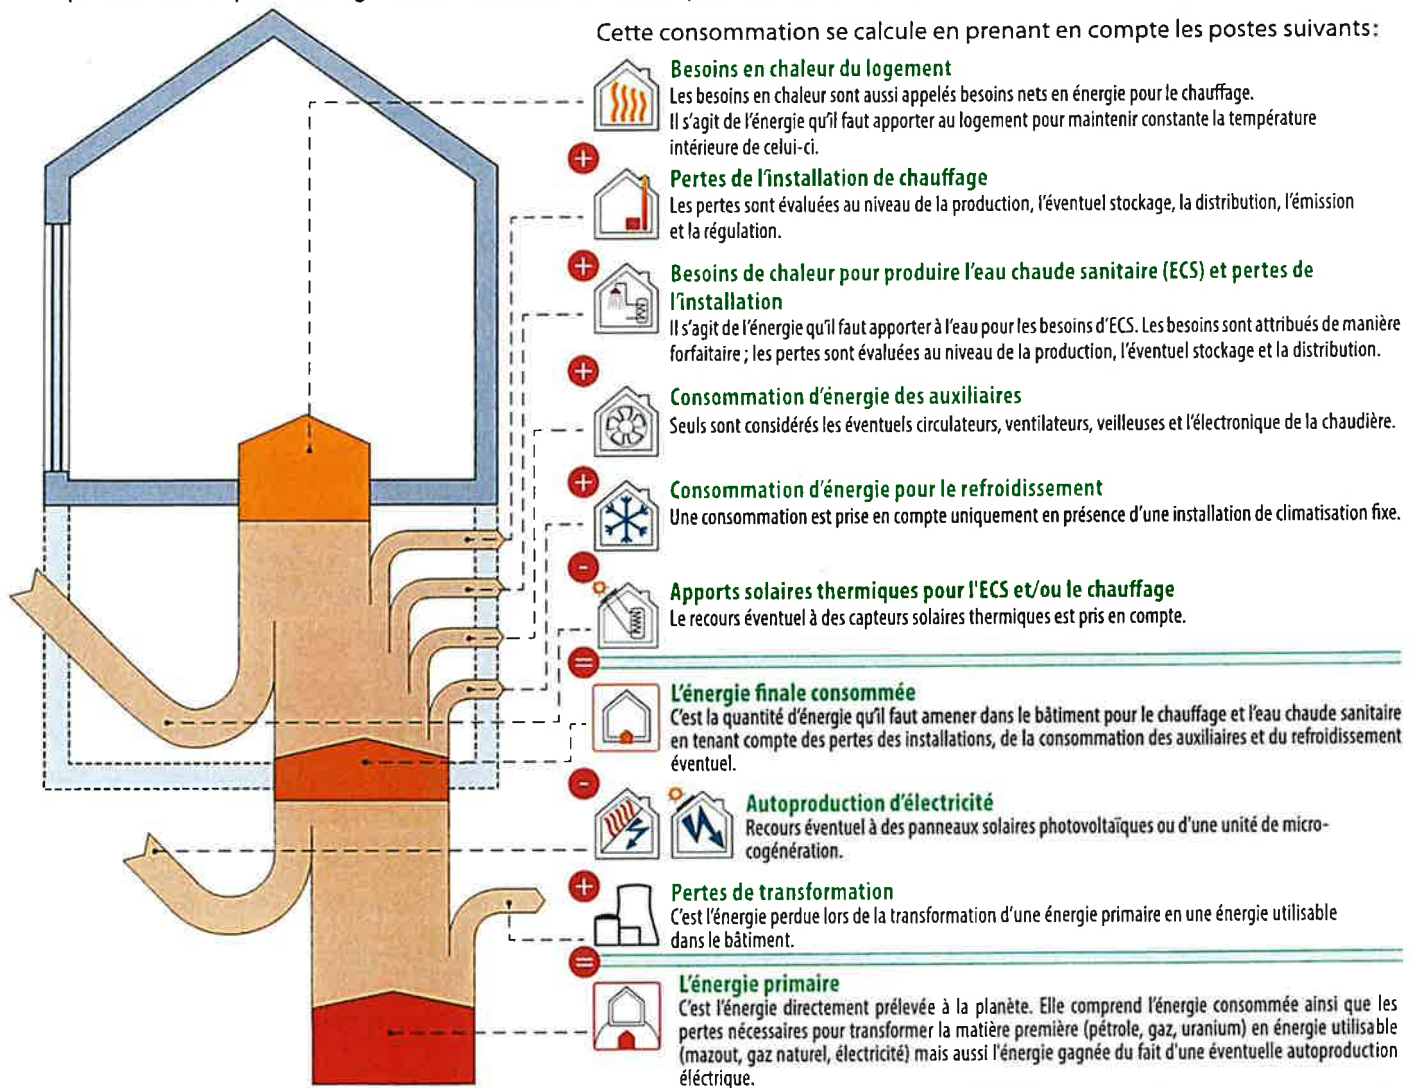 Cette consommation se calcule en prenant en compte les postes suivants:
Besoins en chaleur du logement
Les besoins en chaleur sont aussi appelés besoins nets en énergie pour le chauffage.
Il s'agit de l'énergie qu'il faut apporter au logement pour maintenir constante la température
intérieure de celui-ci.
+
Pertes de l'installation de chauffage
Les pertes sont évaluées au niveau de la production, l'éventuel stockage, la distribution, l'émission
et la régulation.
+
Besoins de chaleur pour produire l'eau chaude sanitaire (ECS) et pertes de
l'installation
Il s'agit de l'énergie qu'il faut apporter à l'eau pour les besoins d'ECS. Les besoins sont attribués de manière
forfaitaire ; les pertes sont évaluées au niveau de la production, l'éventuel stockage et la distribution.
+
Consommation d'énergie des auxiliaires
Seuls sont considérés les éventuels circulateurs, ventilateurs, veilleuses et l'électronique de la chaudière.
+
Consommation d'énergie pour le refroidissement
Une consommation est prise en compte uniquement en présence d'une installation de climatisation fixe.
-
Apports solaires thermiques pour l'ECS et/ou le chauffage
Le recours éventuel à des capteurs solaires thermiques est pris en compte.
=
L'énergie finale consommée
C'est la quantité d'énergie qu'il faut amener dans le bâtiment pour le chauffage et l'eau chaude sanitaire
en tenant compte des pertes des installations, de la consommation des auxiliaires et du refroidissement
éventuel.
-
Autoproduction d'électricité
Recours éventuel à des panneaux solaires photovoltaïques ou d'une unité de micro-
cogénération.
+
Pertes de transformation
C'est l'énergie perdue lors de la transformation d'une énergie primaire en une énergie utilisable
dans le bâtiment.
=
L'énergie primaire
C'est l'énergie directement prélevée à la planète. Elle comprend l'énergie consommée ainsi que les
pertes nécessaires pour transformer la matière première (pétrole, gaz, uranium) en énergie utilisable
(mazout, gaz naturel, électricité) mais aussi l'énergie gagnée du fait d'une éventuelle autoproduction
éléctrique.